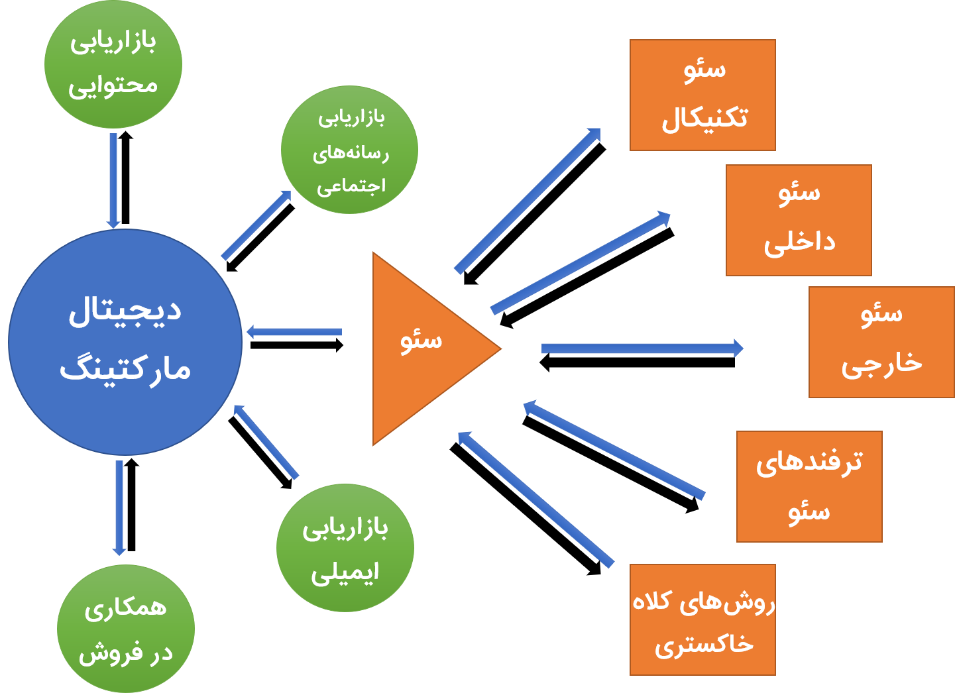 بازاریابی
محتوایی
بازاریابی
رسانه‌های
اجتماعی
دیجیتال
مارکتینگ
سئو
بازاریابی
ایمیلی
همکاری
در فروش
سئو
تکنیکال
سئو
داخلی
سئو
خارجی
ترفندهای
سئو
روش‌های کلاه
خاکستری